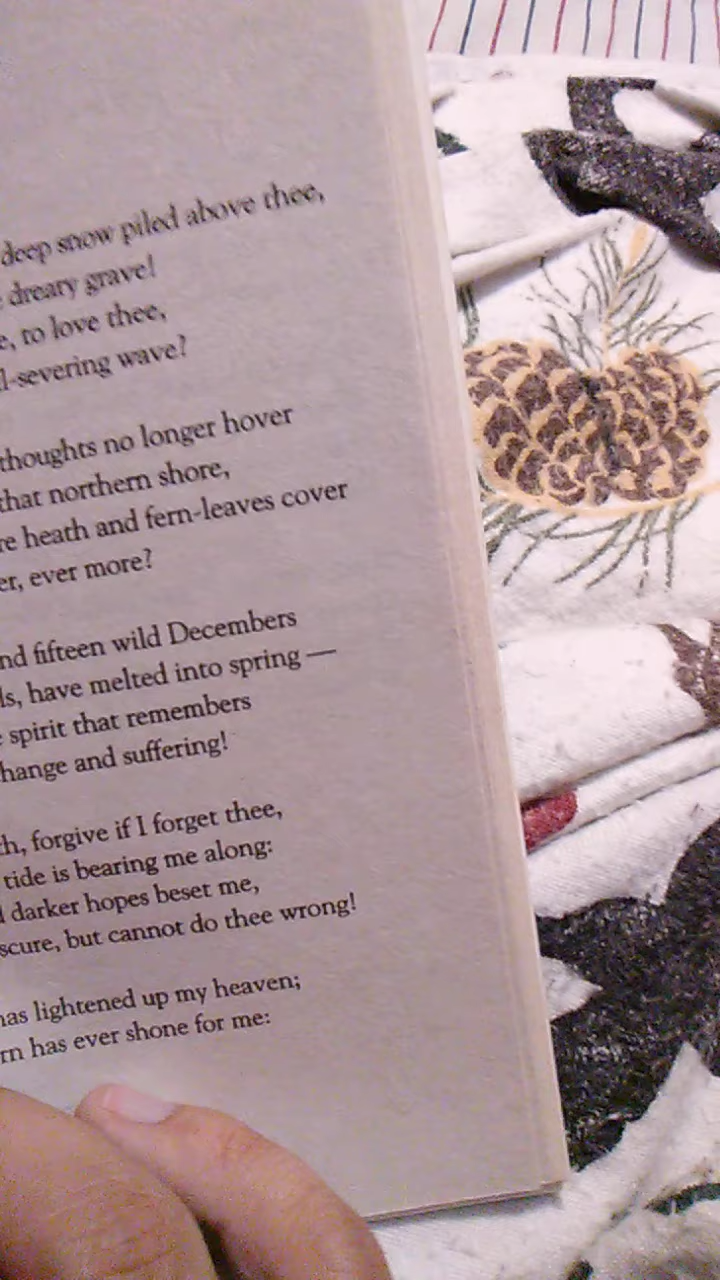 deep snow piled above thee,
dreary grave!
e, to love thee,
l-severing wave?
thoughts no longer hover
that northern shore,
re heath and fern-leaves cover
er, ever more?
nd fifteen wild Decembers
ls, have melted into spring —
spirit that remembers
hange and suffering!
th, forgive if I forget thee,
tide is bearing me along:
darker hopes beset me,
scure, but cannot do thee wrong!
has lightened up my heaven;
rn has ever shone for me: